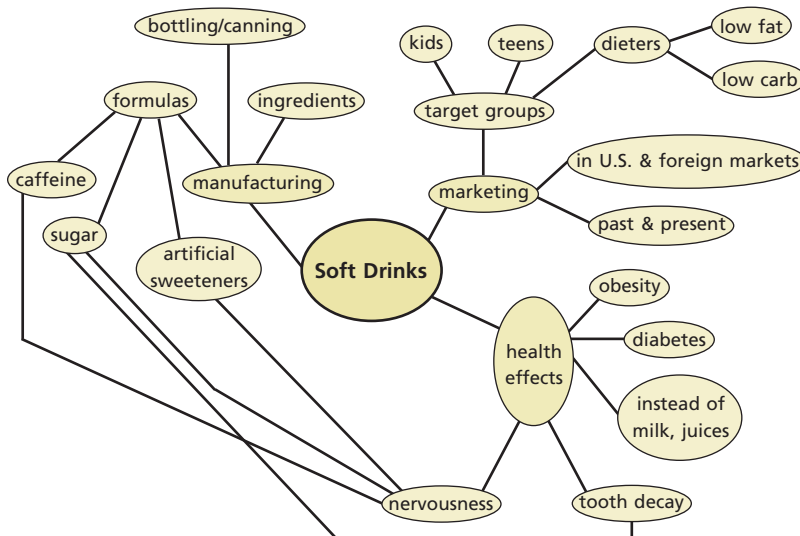 bottling/canning
kids
teens
dieters
low fat
low carb
formulas
ingredients
target groups
caffeine
manufacturing
marketing
in U.S. & foreign markets
past & present
sugar
artificial
sweeteners
Soft Drinks
obesity
diabetes
health
effects
instead of
milk, juices
nervousness
tooth decay